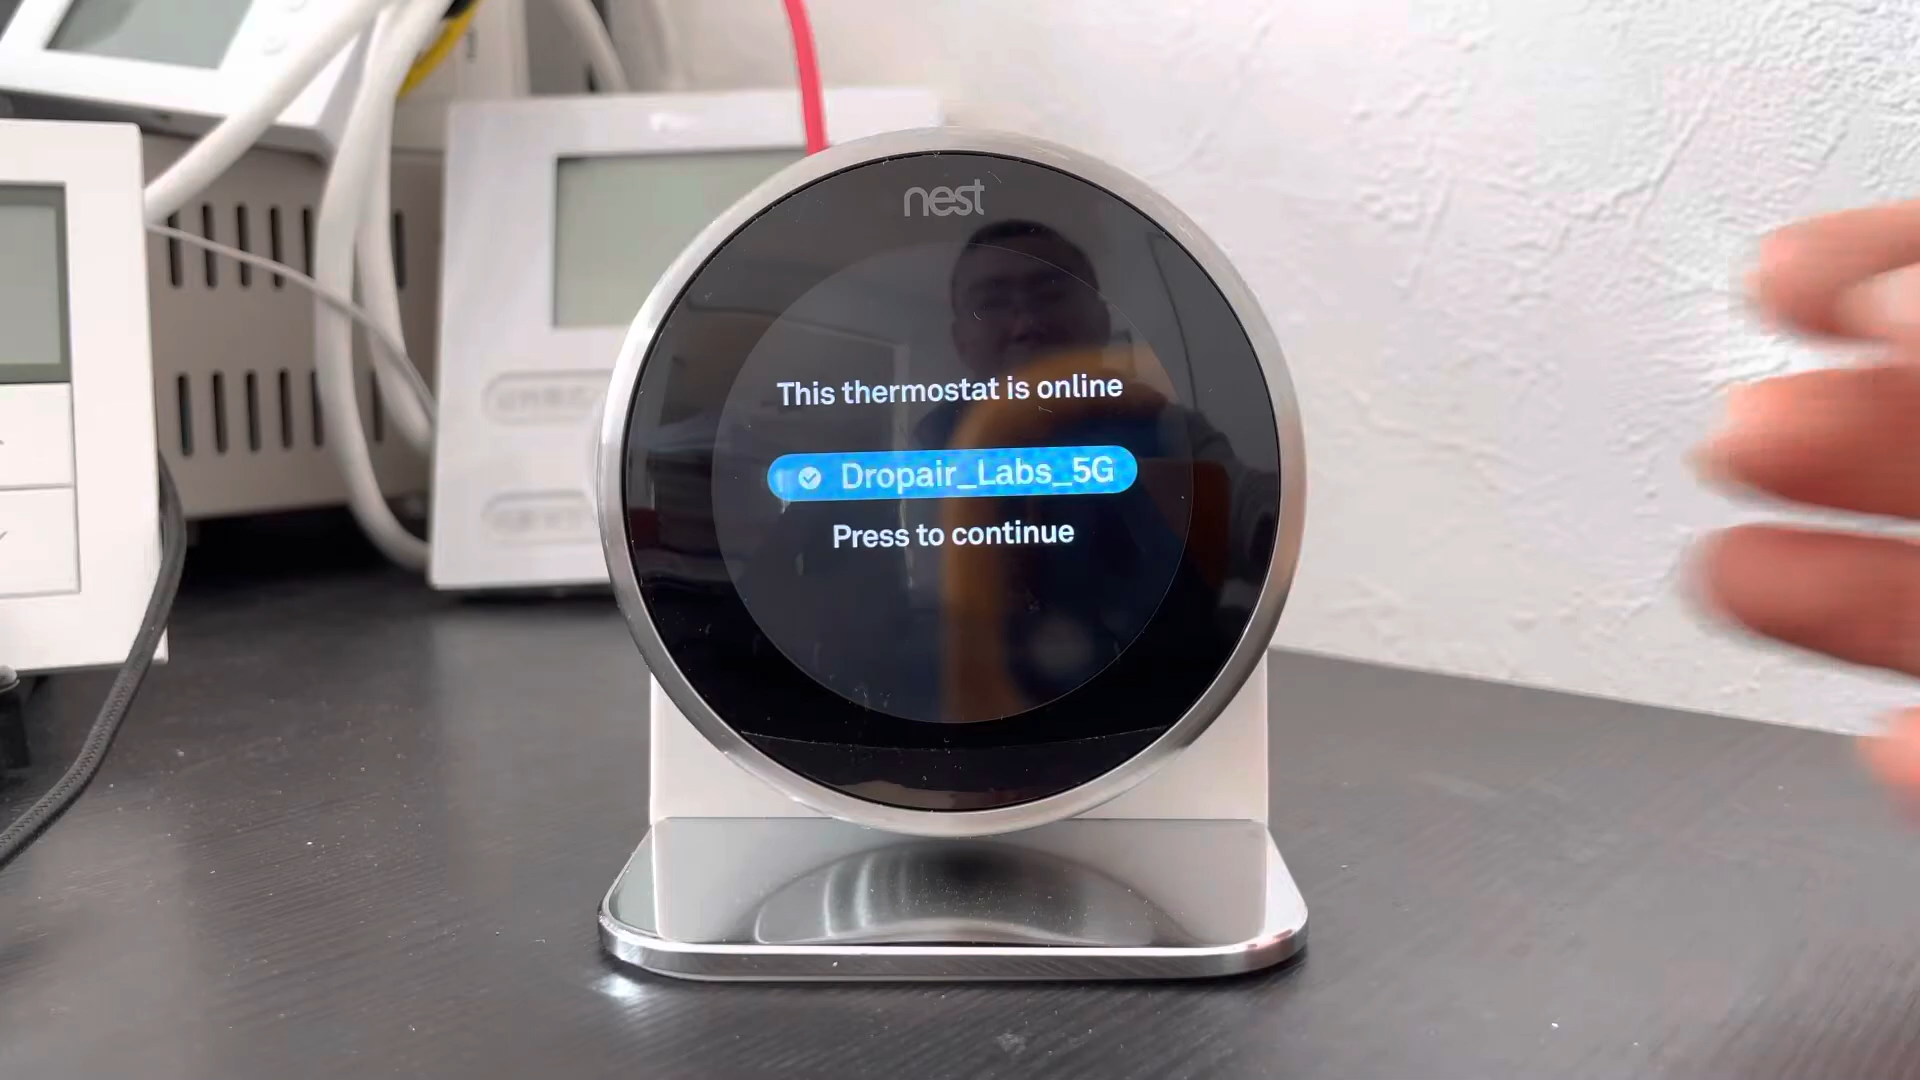 nest
This thermostat is online
Dropair_Labs_5G
Press to continue